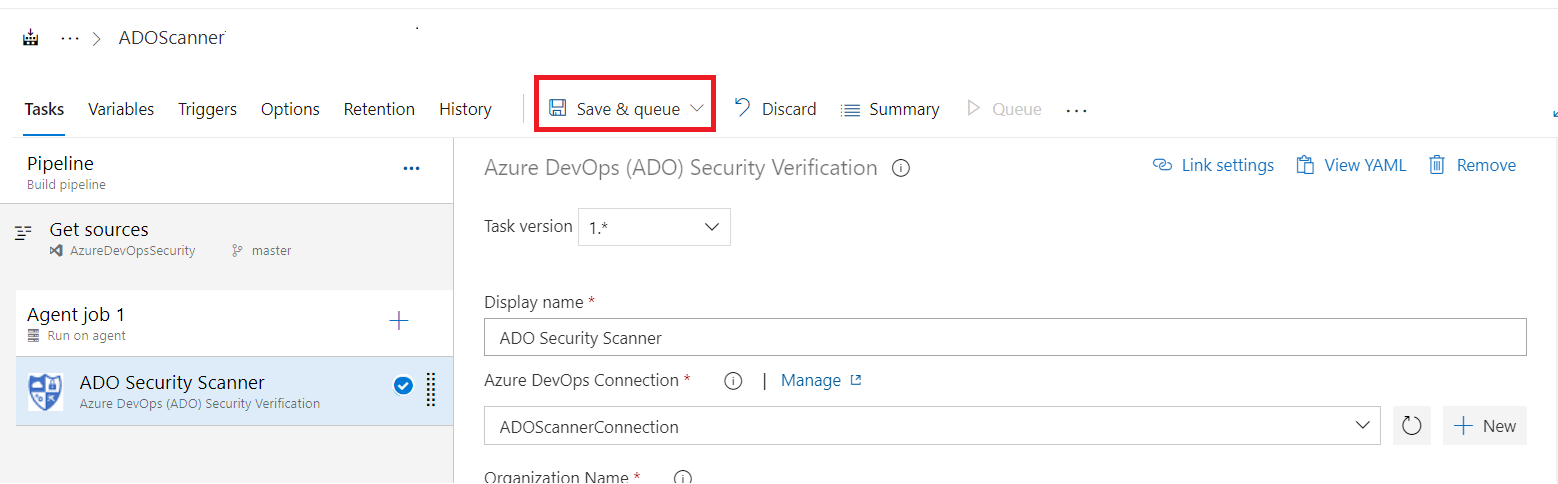 ··· > ADOScanner
Tasks Variables Triggers Options Retention History Save & queue Discard Summary Queue ···
Pipeline ···
Build pipeline
Get sources
AzureDevOpsSecurity master
Agent job 1 +
Run on agent
ADO Security Scanner
Azure DevOps (ADO) Security Verification
Azure DevOps (ADO) Security Verification Link settings View YAML Remove
Task version 1.*
Display name *
ADO Security Scanner
Azure DevOps Connection * | Manage
ADOScannerConnection + New
Organization Name *